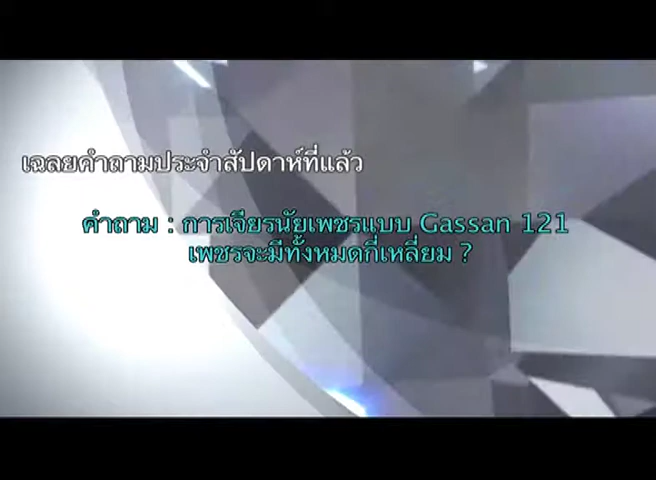 เฉลยคำถามประจำสัปดาห์ที่แล้ว
คำถาม : การเจียรนัยเพชรแบบ Gassan 121
เพชรจะมีทั้งหมดกี่เหลี่ยม ?